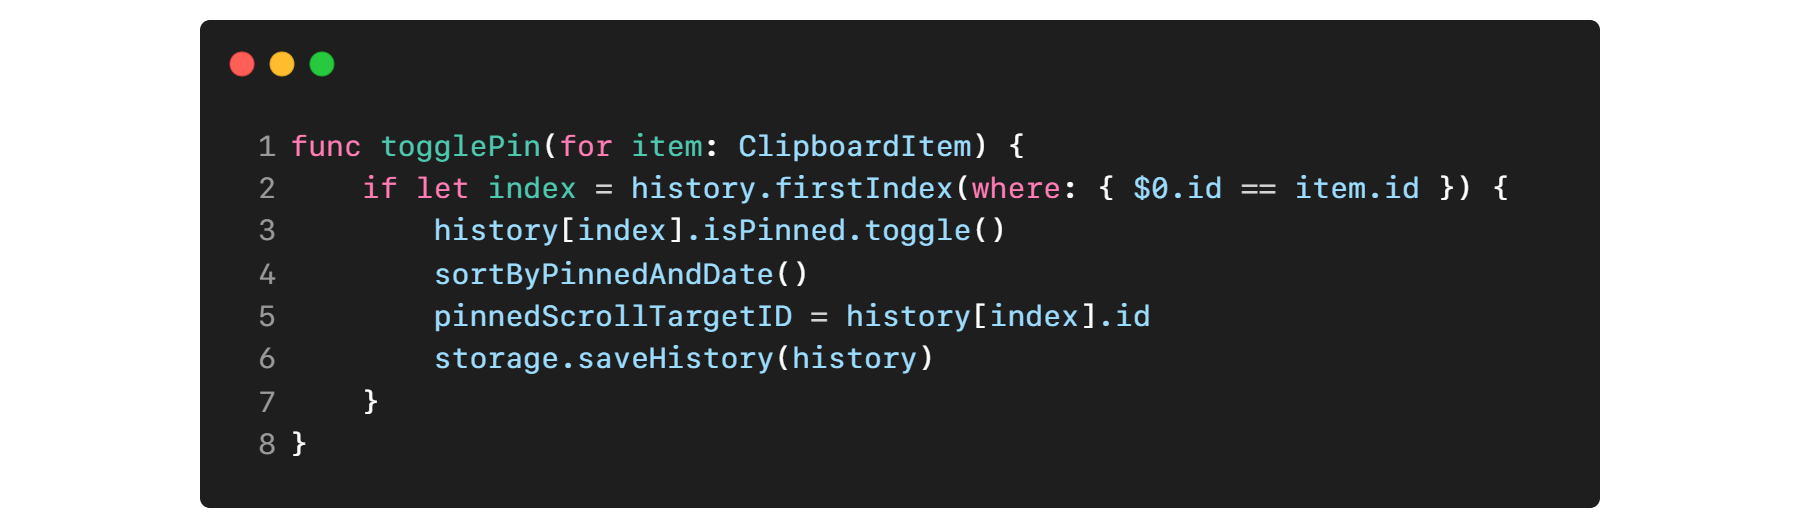 1 func togglePin(for item: ClipboardItem) {
2     if let index = history.firstIndex(where: { $0.id == item.id }) {
3         history[index].isPinned.toggle()
4         sortByPinnedAndDate()
5         pinnedScrollTargetID = history[index].id
6         storage.saveHistory(history)
7     }
8 }